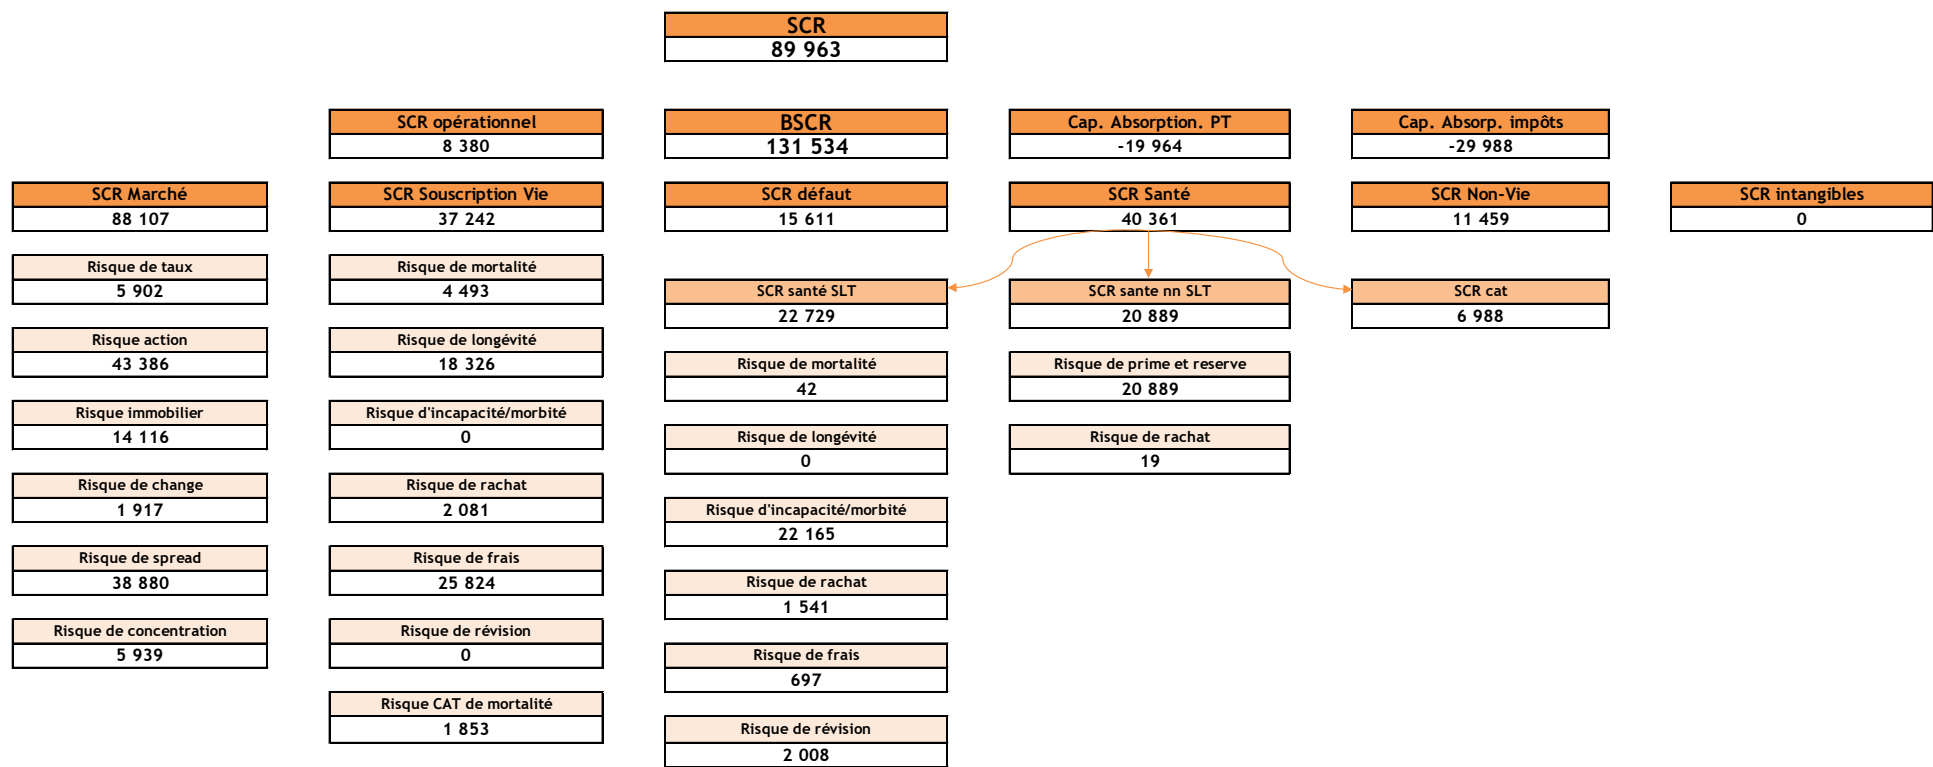 SCR
89 963
SCR opérationnel
8 380
BSCR
131 534
Cap. Absorption. PT
-19 964
Cap. Absorp. impôts
-29 988
SCR Marché
88 107
SCR Souscription Vie
37 242
SCR défaut
15 611
SCR Santé
40 361
SCR Non-Vie
11 459
SCR intangibles
0
Risque de taux
5 902
Risque action
43 386
Risque immobilier
14 116
Risque de change
1 917
Risque de spread
38 880
Risque de concentration
5 939
Risque de mortalité
4 493
Risque de longévité
18 326
Risque d'incapacité/morbité
0
Risque de rachat
2 081
Risque de frais
25 824
Risque de révision
0
Risque CAT de mortalité
1 853
SCR santé SLT
22 729
Risque de mortalité
42
Risque de longévité
0
Risque d'incapacité/morbité
22 165
Risque de rachat
1 541
Risque de frais
697
Risque de révision
2 008
SCR sante nn SLT
20 889
Risque de prime et reserve
20 889
Risque de rachat
19
SCR cat
6 988